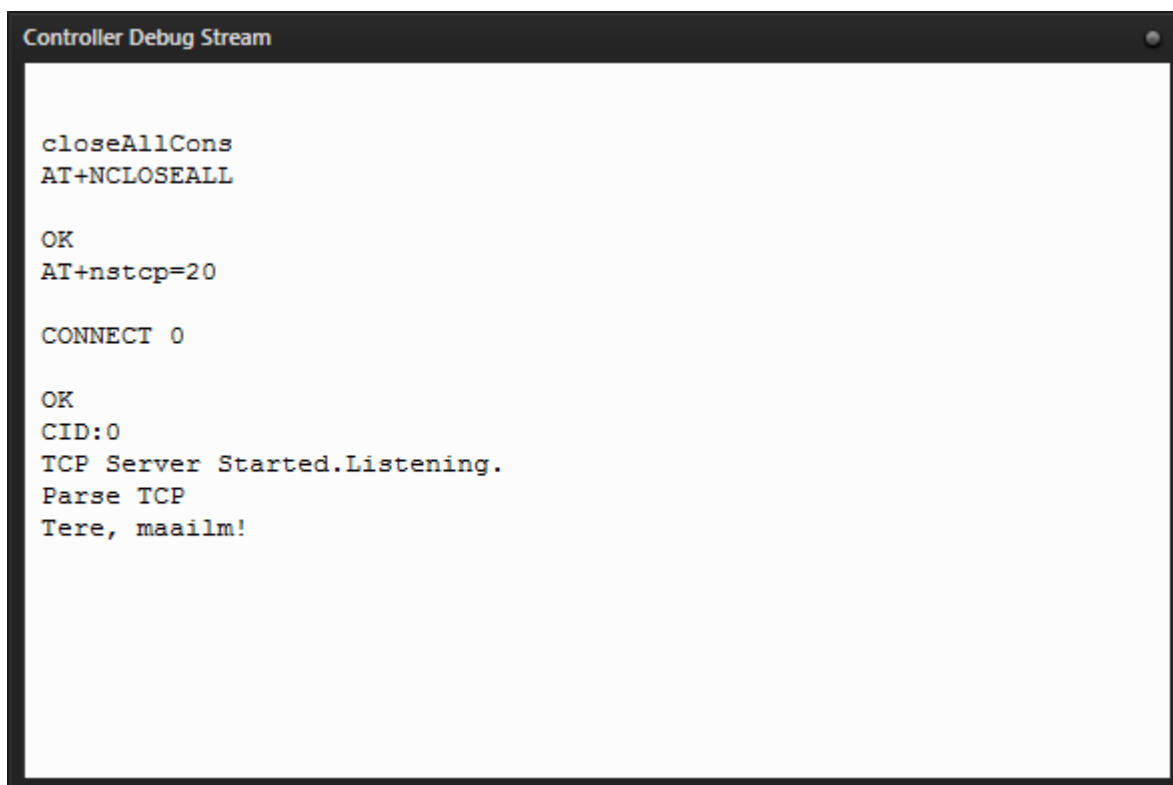 Controller Debug Stream
closeAllCons
AT+NCLOSEALL
OK
AT+nstcp=20
CONNECT 0
OK
CID:0
TCP Server Started.Listening.
Parse TCP
Tere, maailm!